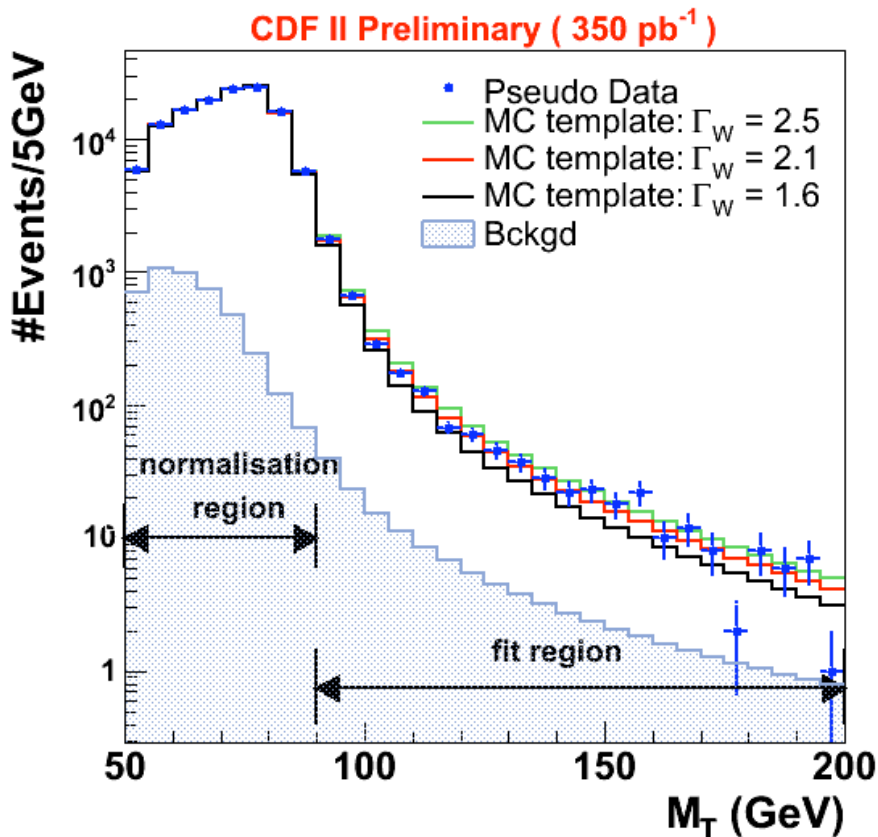 CDF II Preliminary ( 350 pb⁻¹ )
#Events/5GeV
Pseudo Data
MC template: Γ_W = 2.5
MC template: Γ_W = 2.1
MC template: Γ_W = 1.6
Bckgd
10⁴
10³
10²
10
1
normalisation
region
fit region
50 100 150 200
M_T (GeV)